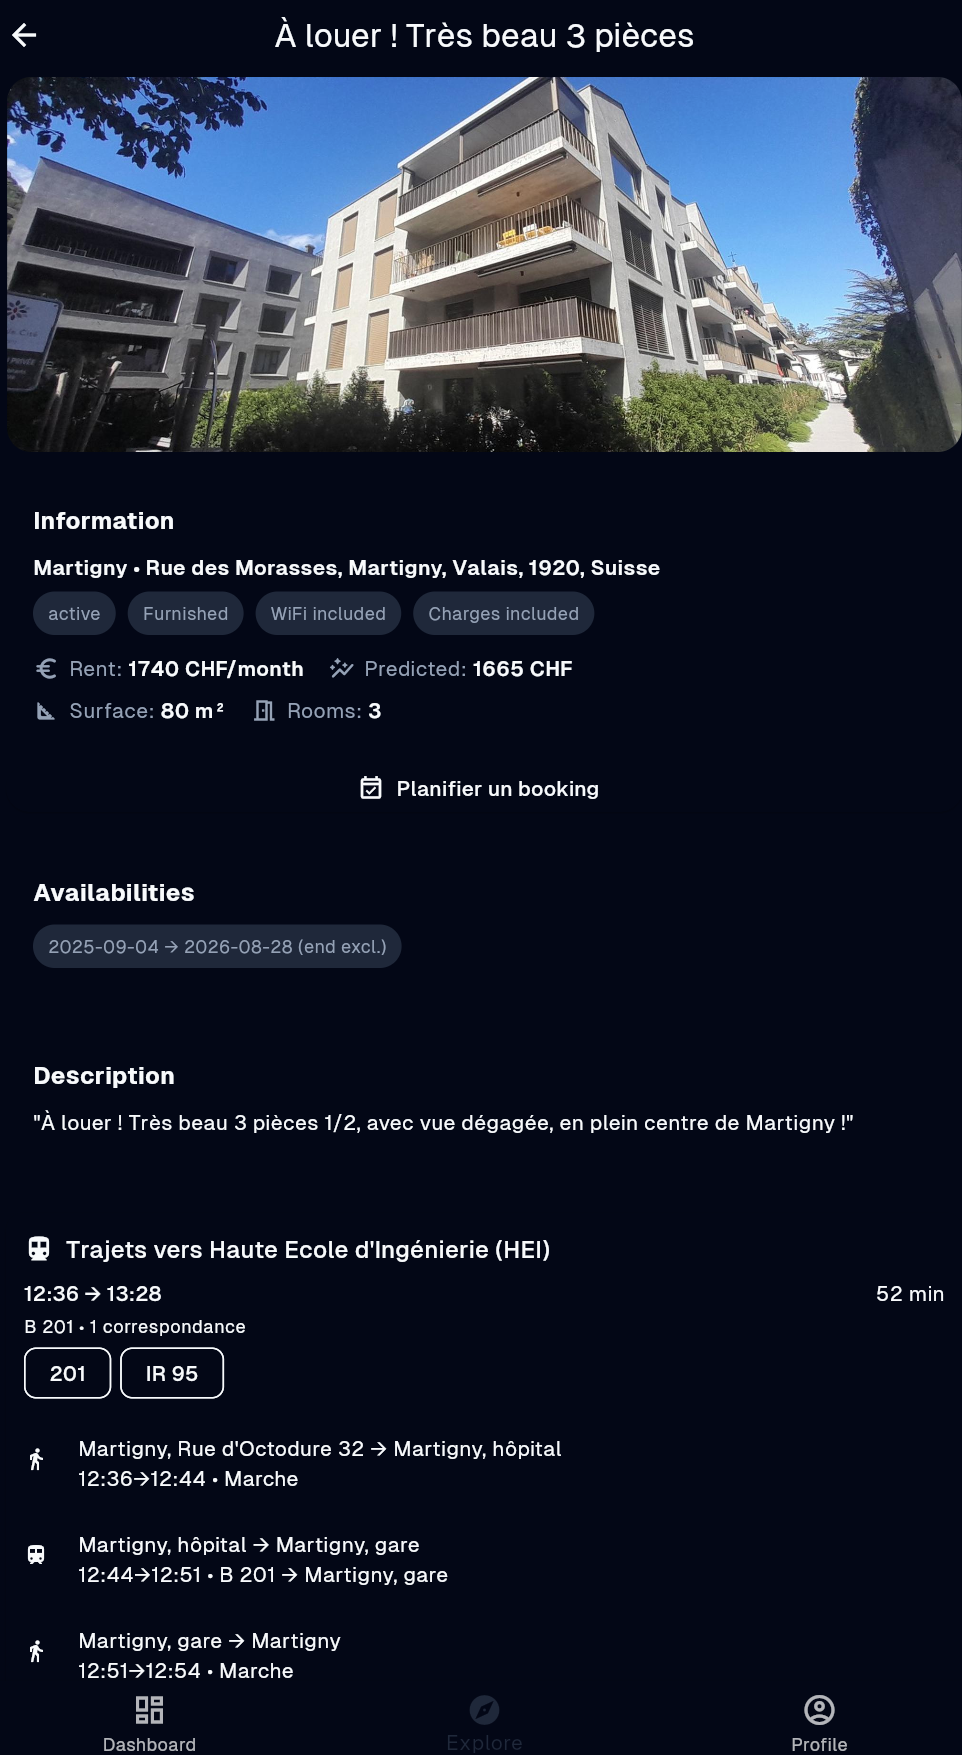 À louer ! Très beau 3 pièces
Information
Martigny • Rue des Morasses, Martigny, Valais, 1920, Suisse
active Furnished WiFi included Charges included
Rent: 1740 CHF/month Predicted: 1665 CHF
Surface: 80 m² Rooms: 3
Planifier un booking
Availabilities
2025-09-04 → 2026-08-28 (end excl.)
Description
"À louer ! Très beau 3 pièces 1/2, avec vue dégagée, en plein centre de Martigny !"
Trajets vers Haute Ecole d'Ingénierie (HEI)
12:36 → 13:28 52 min
B 201 • 1 correspondance
201 IR 95
Martigny, Rue d'Octodure 32 → Martigny, hôpital
12:36→12:44 • Marche
Martigny, hôpital → Martigny, gare
12:44→12:51 • B 201 → Martigny, gare
Martigny, gare → Martigny
12:51→12:54 • Marche
Dashboard Explore Profile